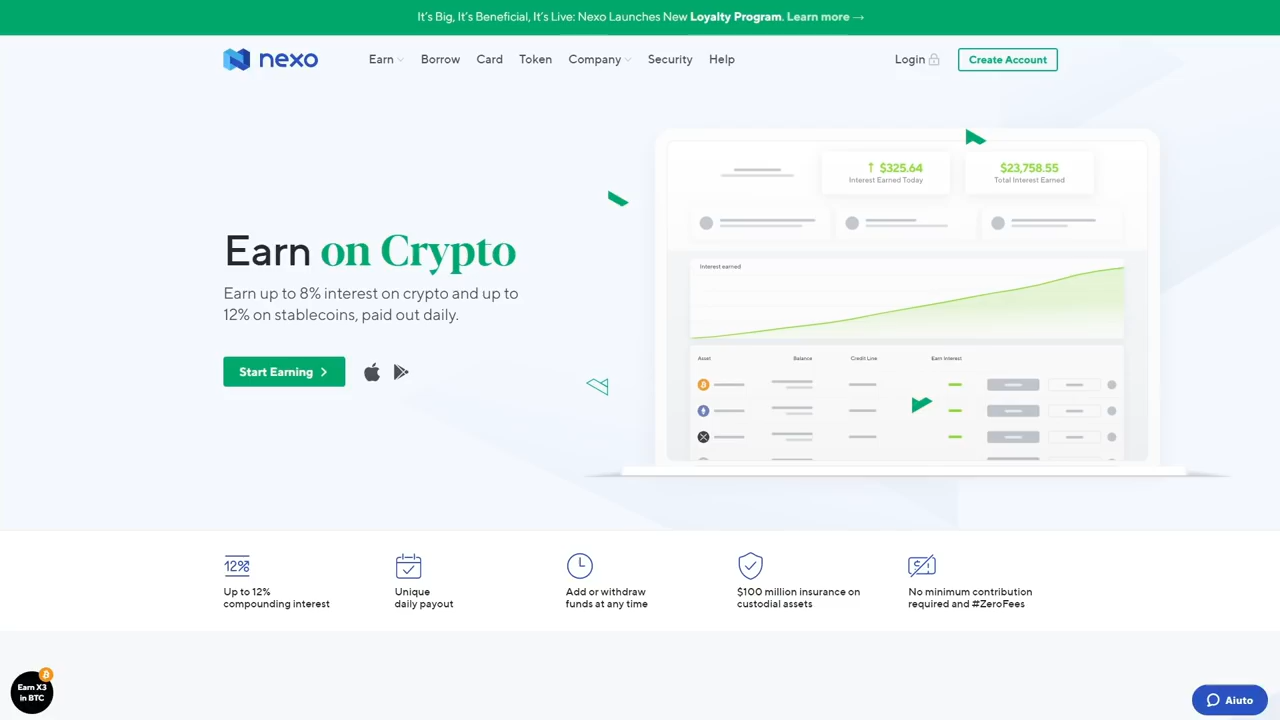 It's Big, It's Beneficial, It's Live: Nexo Launches New Loyalty Program. Learn more →
nexo
Earn
Borrow
Card
Token
Company
Security
Help
Login
Create Account
Earn on Crypto
Earn up to 8% interest on crypto and up to
12% on stablecoins, paid out daily.
Start Earning
↑ $325.64
Interest Earned Today
$23,758.55
Total Interest Earned
Interest earned
Asset
Balance
Credit Line
Earn Interest
12%
Up to 12%
compounding interest
Unique
daily payout
Add or withdraw
funds at any time
$100 million insurance on
custodial assets
No minimum contribution
required and #ZeroFees
Earn X3
in BTC
Aiuto